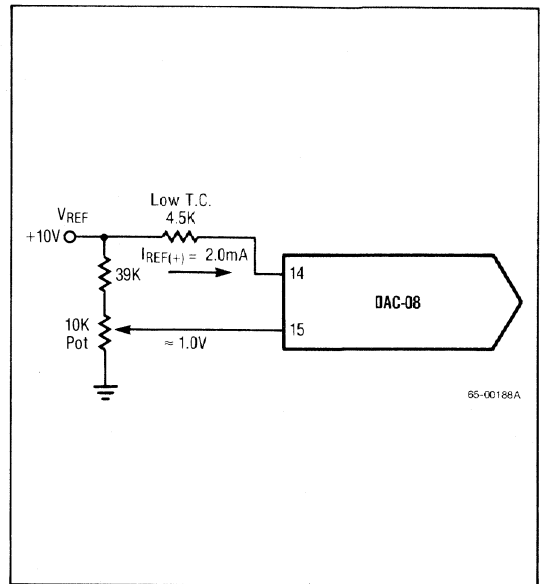 Low T.C.
4.5K
VREF
+10V
IREF(+) = 2.0mA
39K
14
DAC-08
10K
Pot
15
≈ 1.0V
65-00188A